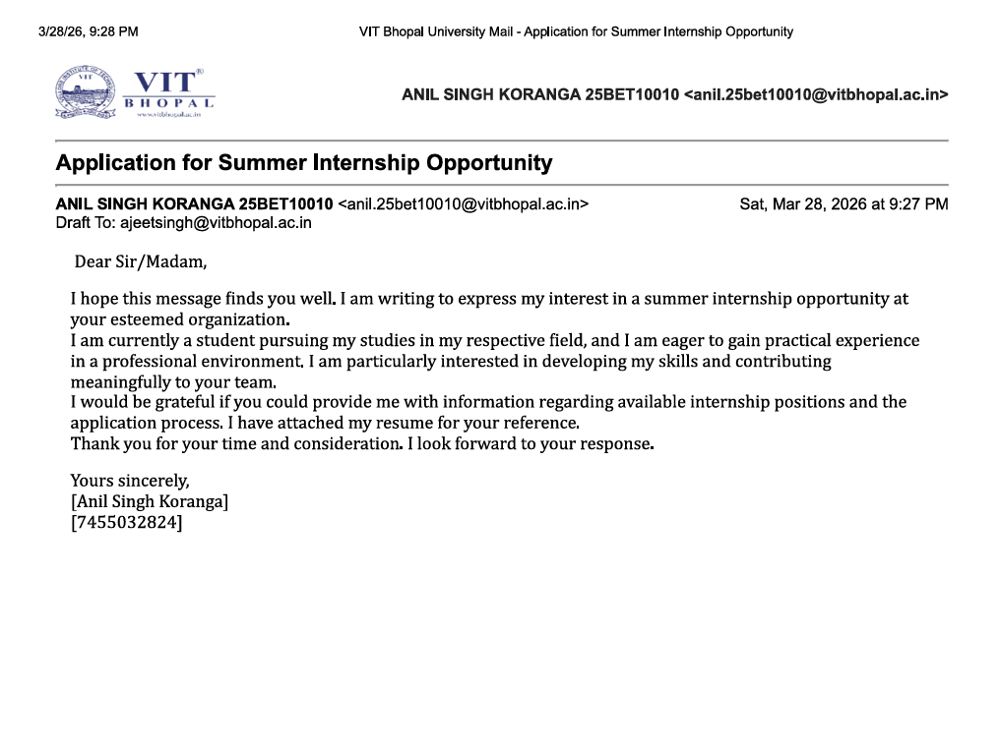 3/28/26, 9:28 PM
VIT Bhopal University Mail - Application for Summer Internship Opportunity
VIT
VIT®
BHOPAL
www.vitbhopal.ac.in
ANIL SINGH KORANGA 25BET10010 <anil.25bet10010@vitbhopal.ac.in>
Application for Summer Internship Opportunity
ANIL SINGH KORANGA 25BET10010 <anil.25bet10010@vitbhopal.ac.in>
Sat, Mar 28, 2026 at 9:27 PM
Draft To: ajeetsingh@vitbhopal.ac.in
Dear Sir/Madam,
I hope this message finds you well. I am writing to express my interest in a summer internship opportunity at
your esteemed organization.
I am currently a student pursuing my studies in my respective field, and I am eager to gain practical experience
in a professional environment. I am particularly interested in developing my skills and contributing
meaningfully to your team.
I would be grateful if you could provide me with information regarding available internship positions and the
application process. I have attached my resume for your reference.
Thank you for your time and consideration. I look forward to your response.
Yours sincerely,
[Anil Singh Koranga]
[7455032824]